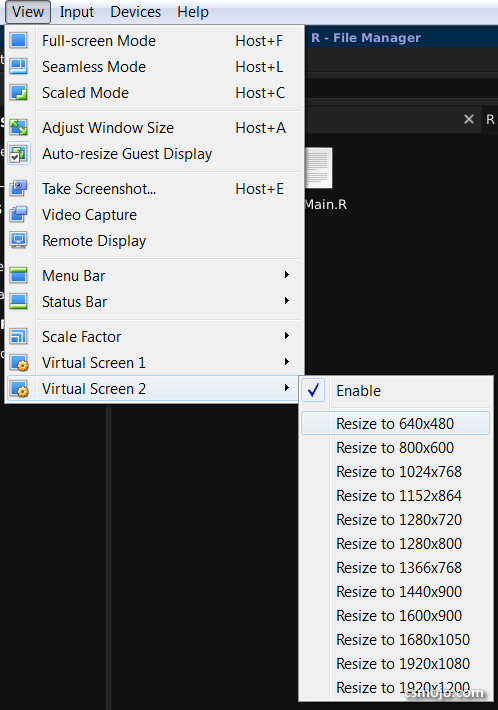 View Input Devices Help
R - File Manager
Full-screen Mode Host+F
Seamless Mode Host+L
Scaled Mode Host+C
R
Adjust Window Size Host+A
Auto-resize Guest Display
Take Screenshot... Host+E
Main.R
Video Capture
Remote Display
Menu Bar
Status Bar
Scale Factor
Virtual Screen 1
Virtual Screen 2
Enable
Resize to 640x480
Resize to 800x600
Resize to 1024x768
Resize to 1152x864
Resize to 1280x720
Resize to 1280x800
Resize to 1366x768
Resize to 1440x900
Resize to 1600x900
Resize to 1680x1050
Resize to 1920x1080
Resize to 1920x1200